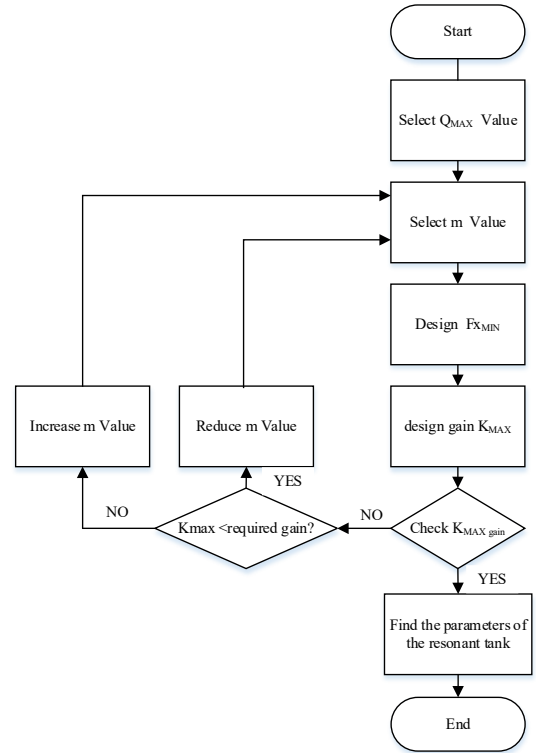 Start
Select QMAX Value
Select m Value
Design FxMIN
Increase m Value
Reduce m Value
design gain KMAX
YES
NO
Kmax <required gain?
NO
Check KMAX gain
YES
Find the parameters of
the resonant tank
End